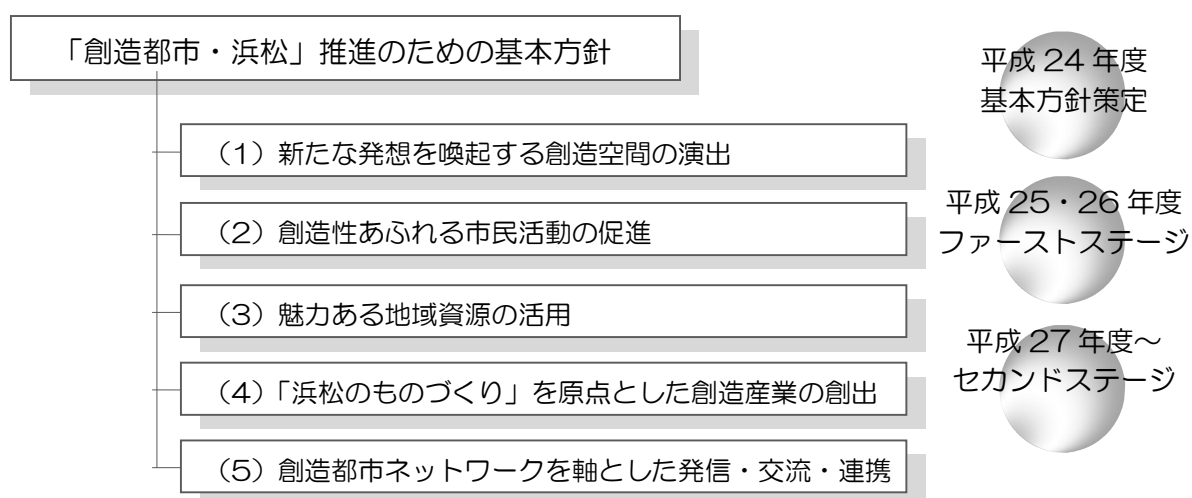 「創造都市・浜松」推進のための基本方針
(1)新たな発想を喚起する創造空間の演出
(2)創造性あふれる市民活動の促進
(3)魅力ある地域資源の活用
(4)「浜松のものづくり」を原点とした創造産業の創出
(5)創造都市ネットワークを軸とした発信・交流・連携
平成 24 年度
基本方針策定
平成 25・26 年度
ファーストステージ
平成 27 年度～
セカンドステージ